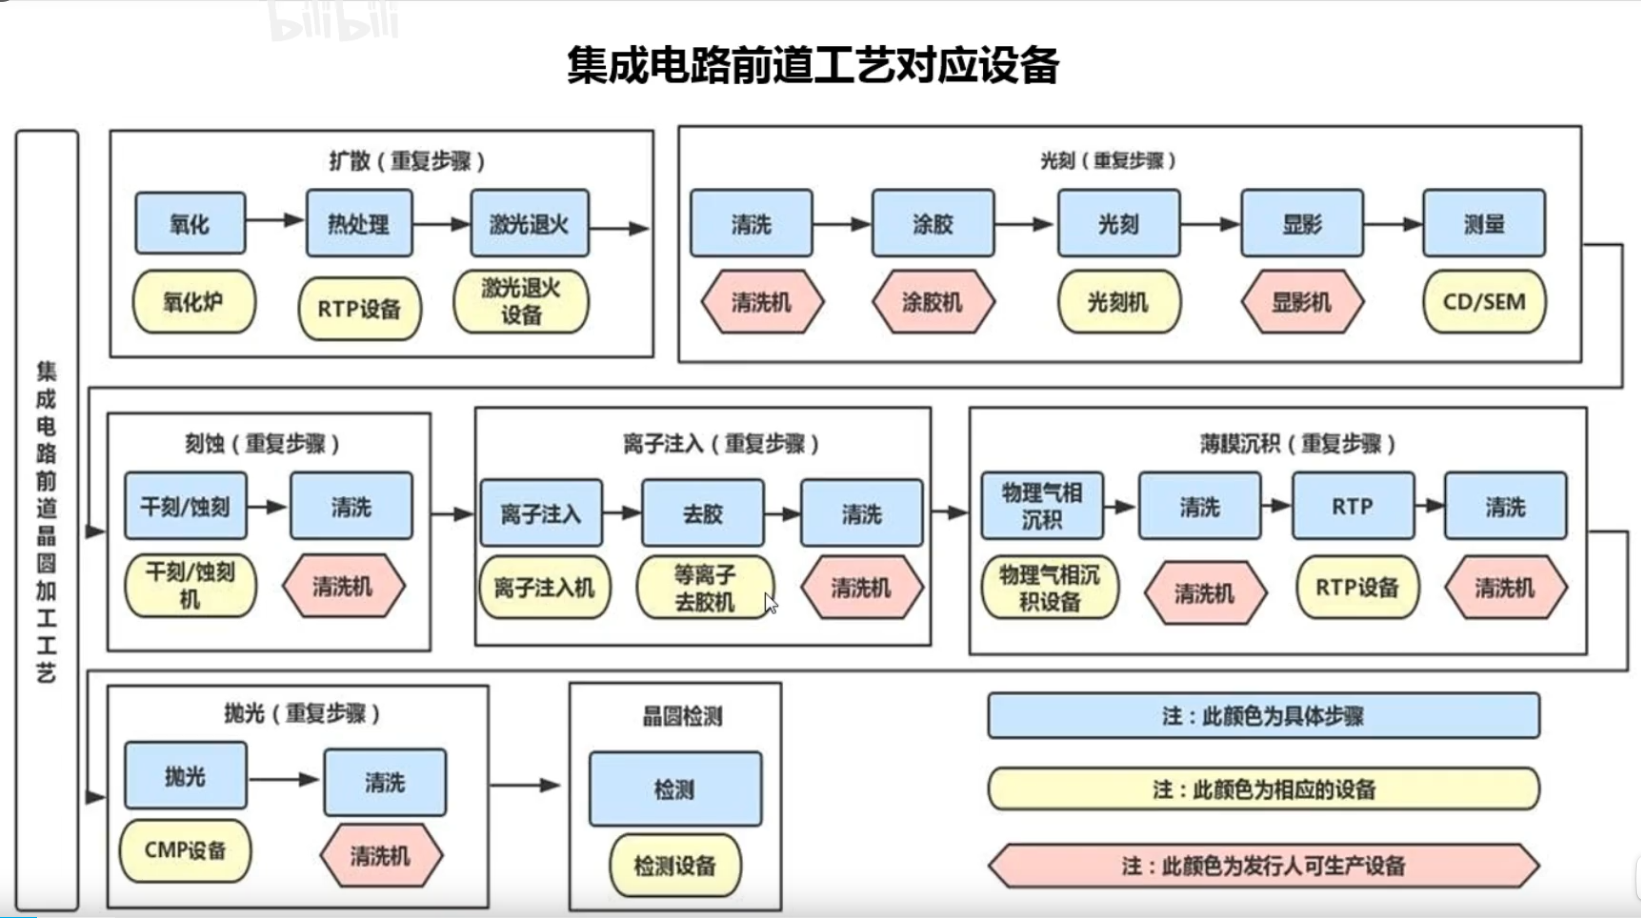 bilibili
集成电路前道工艺对应设备
集成电路前道晶圆加工工艺
扩散（重复步骤）
氧化
热处理
激光退火
氧化炉
RTP设备
激光退火
设备
光刻（重复步骤）
清洗
涂胶
光刻
显影
测量
清洗机
涂胶机
光刻机
显影机
CD/SEM
刻蚀（重复步骤）
干刻/蚀刻
清洗
干刻/蚀刻
机
清洗机
离子注入（重复步骤）
离子注入
去胶
清洗
离子注入机
等离子
去胶机
清洗机
薄膜沉积（重复步骤）
物理气相
沉积
清洗
RTP
清洗
物理气相沉
积设备
清洗机
RTP设备
清洗机
抛光（重复步骤）
抛光
清洗
CMP设备
清洗机
晶圆检测
检测
检测设备
注：此颜色为具体步骤
注：此颜色为相应的设备
注：此颜色为发行人可生产设备